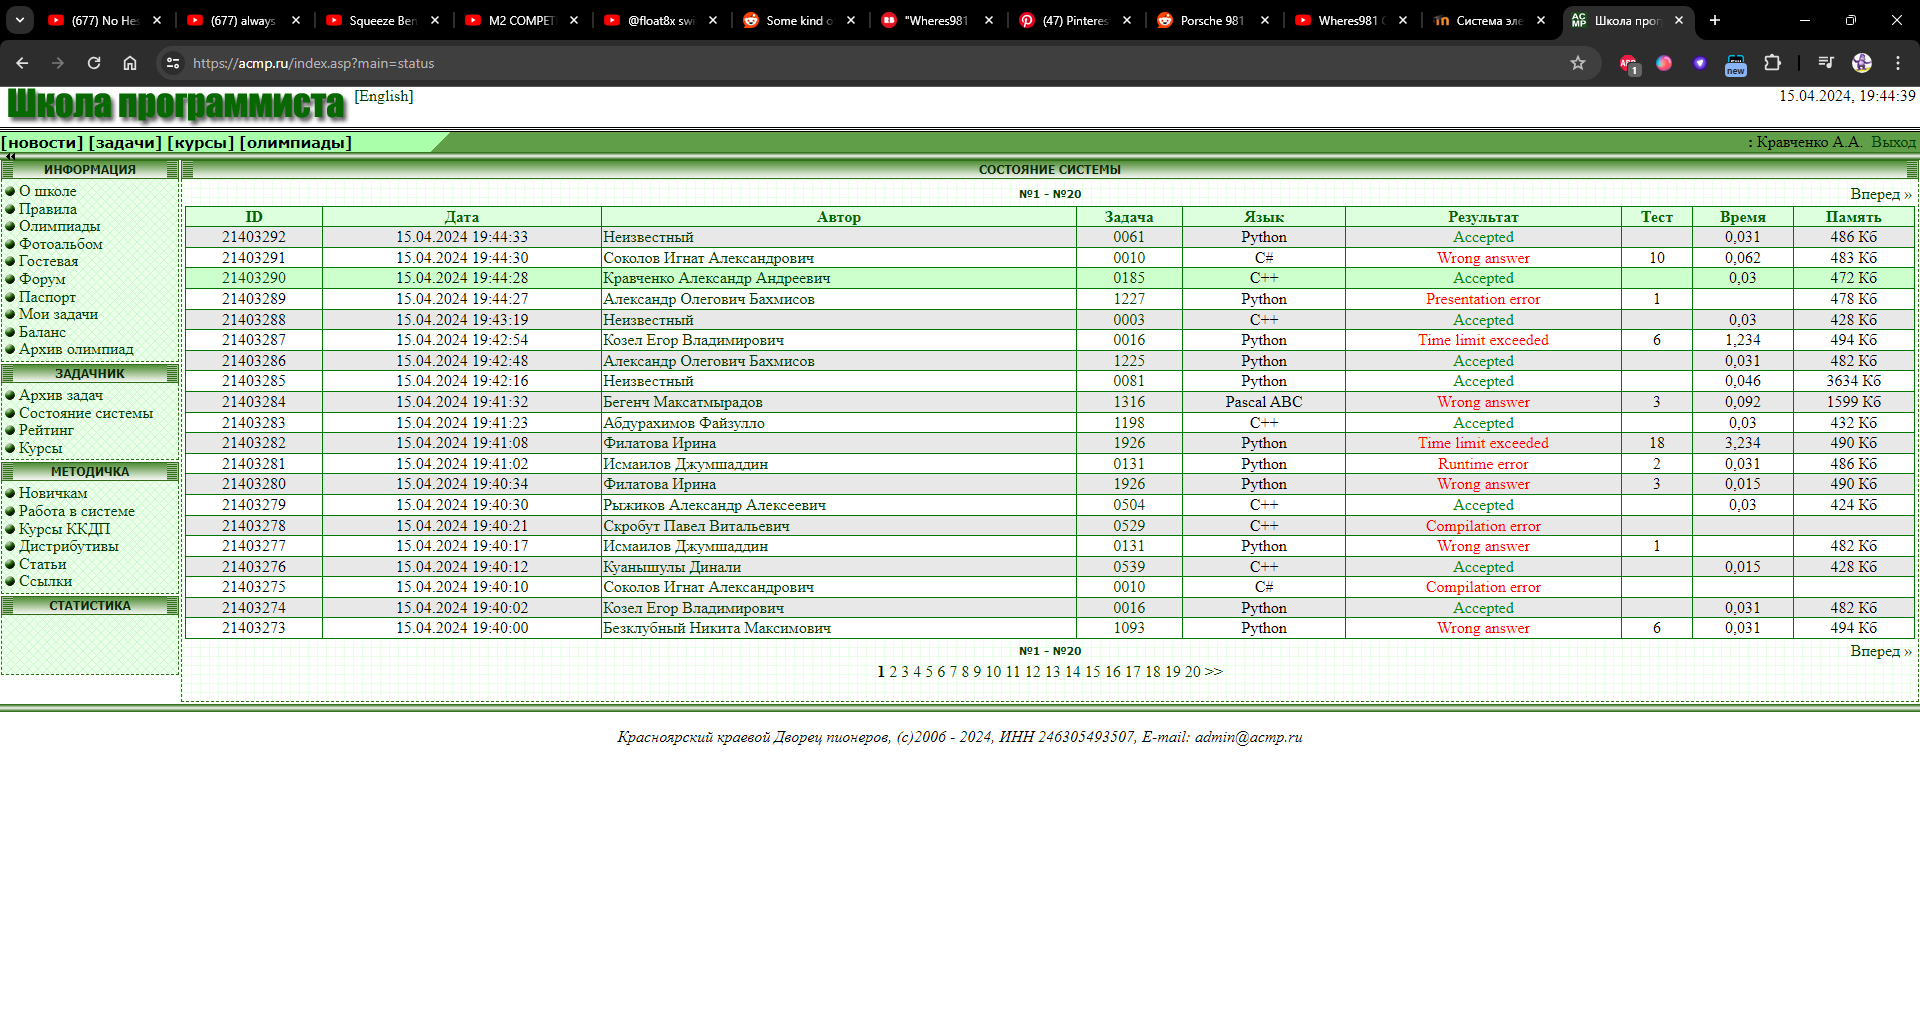 (677) No Hes
(677) always
Squeeze Ben
M2 COMPET
@float8x swi
Some kind o
"Wheres981
(47) Pinteres
Porsche 981
Wheres981 C
Система эле
Школа прог
https://acmp.ru/index.asp?main=status
1
new
Школа программиста [English] 15.04.2024, 19:44:39
[новости] [задачи] [курсы] [олимпиады] : Кравченко А.А. Выход
ИНФОРМАЦИЯ
О школе
Правила
Олимпиады
Фотоальбом
Гостевая
Форум
Паспорт
Мои задачи
Баланс
Архив олимпиад
ЗАДАЧНИК
Архив задач
Состояние системы
Рейтинг
Курсы
МЕТОДИЧКА
Новичкам
Работа в системе
Курсы ККДП
Дистрибутивы
Статьи
Ссылки
СТАТИСТИКА
СОСТОЯНИЕ СИСТЕМЫ
№1 - №20 Вперед »
ID Дата Автор Задача Язык Результат Тест Время Память
21403292 15.04.2024 19:44:33 Неизвестный 0061 Python Accepted 0,031 486 Кб
21403291 15.04.2024 19:44:30 Соколов Игнат Александрович 0010 C# Wrong answer 10 0,062 483 Кб
21403290 15.04.2024 19:44:28 Кравченко Александр Андреевич 0185 C++ Accepted 0,03 472 Кб
21403289 15.04.2024 19:44:27 Александр Олегович Бахмисов 1227 Python Presentation error 1 478 Кб
21403288 15.04.2024 19:43:19 Неизвестный 0003 C++ Accepted 0,03 428 Кб
21403287 15.04.2024 19:42:54 Козел Егор Владимирович 0016 Python Time limit exceeded 6 1,234 494 Кб
21403286 15.04.2024 19:42:48 Александр Олегович Бахмисов 1225 Python Accepted 0,031 482 Кб
21403285 15.04.2024 19:42:16 Неизвестный 0081 Python Accepted 0,046 3634 Кб
21403284 15.04.2024 19:41:32 Бегенч Максатмырадов 1316 Pascal ABC Wrong answer 3 0,092 1599 Кб
21403283 15.04.2024 19:41:23 Абдурахимов Файзулло 1198 C++ Accepted 0,03 432 Кб
21403282 15.04.2024 19:41:08 Филатова Ирина 1926 Python Time limit exceeded 18 3,234 490 Кб
21403281 15.04.2024 19:41:02 Исмаилов Джумшаддин 0131 Python Runtime error 2 0,031 486 Кб
21403280 15.04.2024 19:40:34 Филатова Ирина 1926 Python Wrong answer 3 0,015 490 Кб
21403279 15.04.2024 19:40:30 Рыжиков Александр Алексеевич 0504 C++ Accepted 0,03 424 Кб
21403278 15.04.2024 19:40:21 Скробут Павел Витальевич 0529 C++ Compilation error
21403277 15.04.2024 19:40:17 Исмаилов Джумшаддин 0131 Python Wrong answer 1 482 Кб
21403276 15.04.2024 19:40:12 Куанышулы Динали 0539 C++ Accepted 0,015 428 Кб
21403275 15.04.2024 19:40:10 Соколов Игнат Александрович 0010 C# Compilation error
21403274 15.04.2024 19:40:02 Козел Егор Владимирович 0016 Python Accepted 0,031 482 Кб
21403273 15.04.2024 19:40:00 Безклубный Никита Максимович 1093 Python Wrong answer 6 0,031 494 Кб
№1 - №20 Вперед »
1 2 3 4 5 6 7 8 9 10 11 12 13 14 15 16 17 18 19 20 >>
Красноярский краевой Дворец пионеров, (c)2006 - 2024, ИНН 246305493507, E-mail: admin@acmp.ru